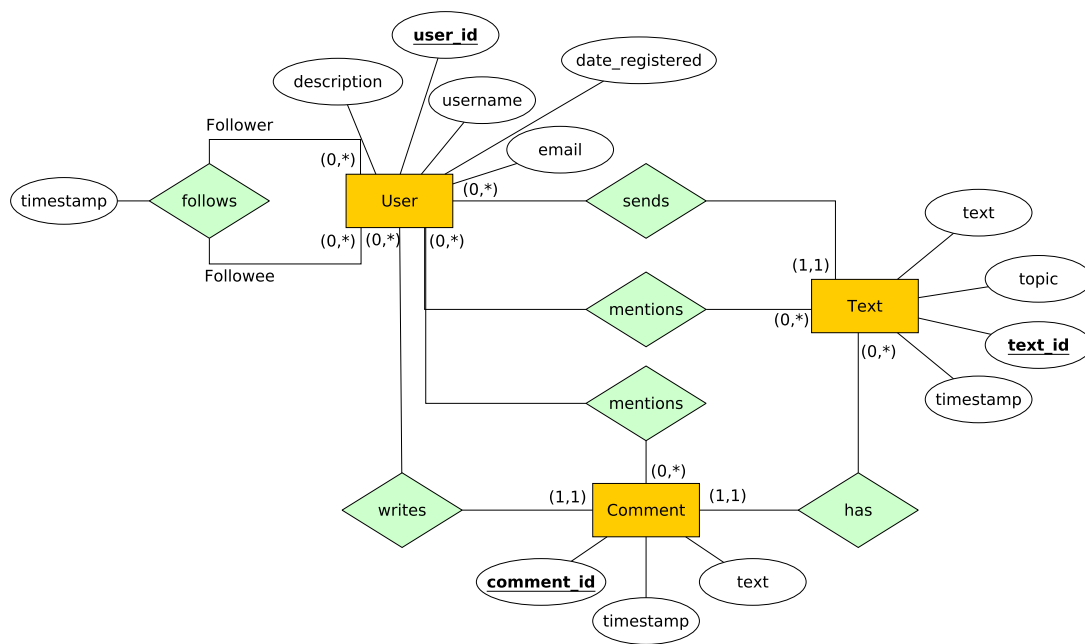 user_id
date_registered
description
username
Follower
email
(0,*)
(0,*)
timestamp
follows
User
sends
text
(0,*)
(0,*)
(0,*)
Followee
(1,1)
topic
mentions
Text
(0,*)
text_id
(0,*)
timestamp
mentions
(0,*)
(1,1)
(1,1)
writes
Comment
has
comment_id
text
timestamp